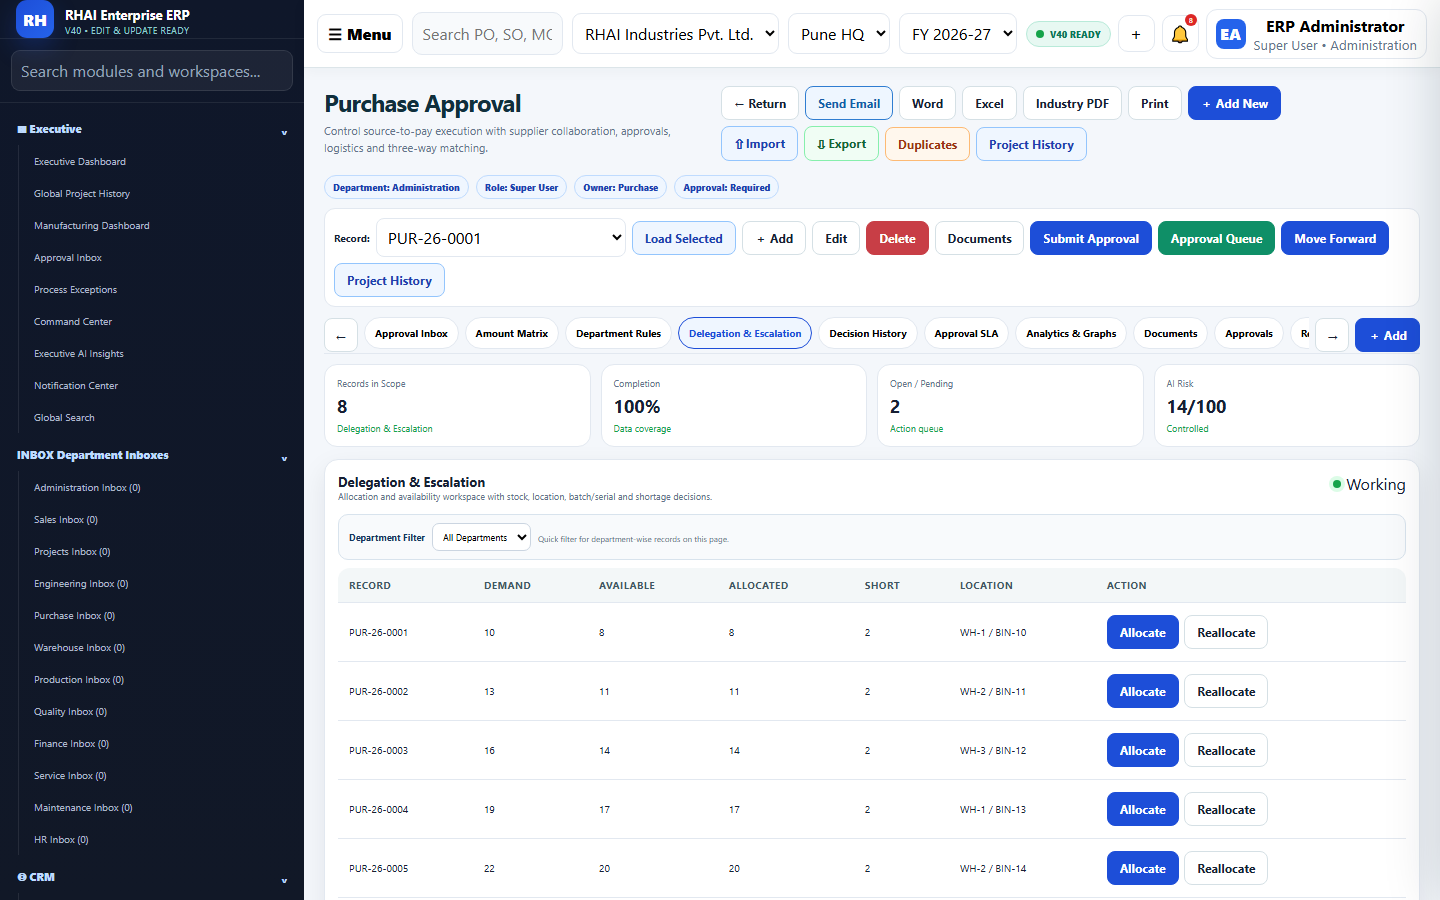 RH
RHAI Enterprise ERP
V40 • EDIT & UPDATE READY
Search modules and workspaces...
Executive
Executive Dashboard
Global Project History
Manufacturing Dashboard
Approval Inbox
Process Exceptions
Command Center
Executive AI Insights
Notification Center
Global Search
INBOX Department Inboxes
Administration Inbox (0)
Sales Inbox (0)
Projects Inbox (0)
Engineering Inbox (0)
Purchase Inbox (0)
Warehouse Inbox (0)
Production Inbox (0)
Quality Inbox (0)
Finance Inbox (0)
Service Inbox (0)
Maintenance Inbox (0)
HR Inbox (0)
CRM
☰ Menu
Search PO, SO, MO
RHAI Industries Pvt. Ltd.
Pune HQ
FY 2026-27
V40 READY
+
8
EA
ERP Administrator
Super User • Administration
Purchase Approval
Control source-to-pay execution with supplier collaboration, approvals,
logistics and three-way matching.
← Return
Send Email
Word
Excel
Industry PDF
Print
+ Add New
⇧ Import
⇩ Export
Duplicates
Project History
Department: Administration
Role: Super User
Owner: Purchase
Approval: Required
Record:
PUR-26-0001
Load Selected
+ Add
Edit
Delete
Documents
Submit Approval
Approval Queue
Move Forward
Project History
←
Approval Inbox
Amount Matrix
Department Rules
Delegation & Escalation
Decision History
Approval SLA
Analytics & Graphs
Documents
Approvals
→
+ Add
Records in Scope
8
Delegation & Escalation
Completion
100%
Data coverage
Open / Pending
2
Action queue
AI Risk
14/100
Controlled
Delegation & Escalation
Allocation and availability workspace with stock, location, batch/serial and shortage decisions.
Working
Department Filter
All Departments
Quick filter for department-wise records on this page.
RECORD DEMAND AVAILABLE ALLOCATED SHORT LOCATION ACTION
PUR-26-0001 10 8 8 2 WH-1 / BIN-10 Allocate Reallocate
PUR-26-0002 13 11 11 2 WH-2 / BIN-11 Allocate Reallocate
PUR-26-0003 16 14 14 2 WH-3 / BIN-12 Allocate Reallocate
PUR-26-0004 19 17 17 2 WH-1 / BIN-13 Allocate Reallocate
PUR-26-0005 22 20 20 2 WH-2 / BIN-14 Allocate Reallocate